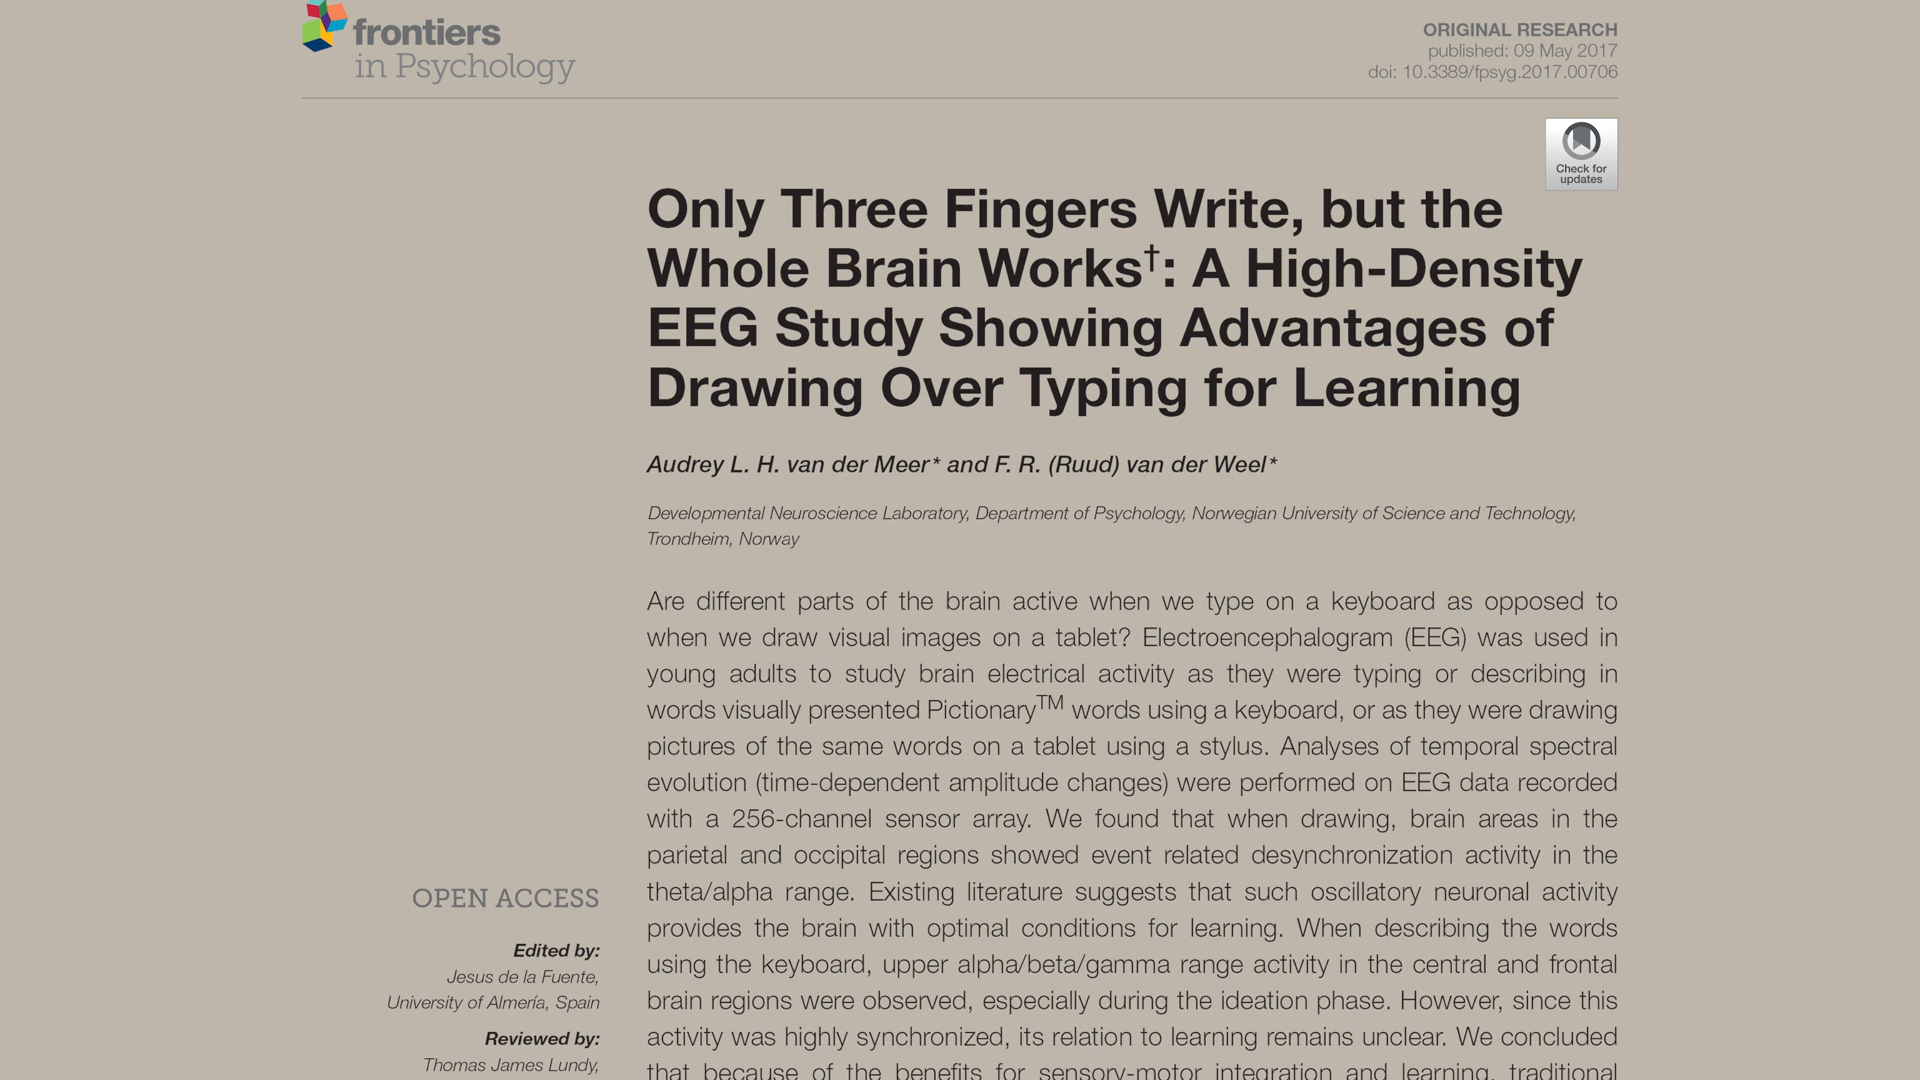 frontiers
in Psychology
ORIGINAL RESEARCH
published: 09 May 2017
doi: 10.3389/fpsyg.2017.00706
Check for
updates
Only Three Fingers Write, but the
Whole Brain Works†: A High-Density
EEG Study Showing Advantages of
Drawing Over Typing for Learning
Audrey L. H. van der Meer* and F. R. (Ruud) van der Weel*
Developmental Neuroscience Laboratory, Department of Psychology, Norwegian University of Science and Technology,
Trondheim, Norway
Are different parts of the brain active when we type on a keyboard as opposed to
when we draw visual images on a tablet? Electroencephalogram (EEG) was used in
young adults to study brain electrical activity as they were typing or describing in
words visually presented Pictionary™ words using a keyboard, or as they were drawing
pictures of the same words on a tablet using a stylus. Analyses of temporal spectral
evolution (time-dependent amplitude changes) were performed on EEG data recorded
with a 256-channel sensor array. We found that when drawing, brain areas in the
parietal and occipital regions showed event related desynchronization activity in the
theta/alpha range. Existing literature suggests that such oscillatory neuronal activity
provides the brain with optimal conditions for learning. When describing the words
using the keyboard, upper alpha/beta/gamma range activity in the central and frontal
brain regions were observed, especially during the ideation phase. However, since this
activity was highly synchronized, its relation to learning remains unclear. We concluded
that because of the benefits for sensory-motor integration and learning, traditional
OPEN ACCESS
Edited by:
Jesus de la Fuente,
University of Almería, Spain
Reviewed by:
Thomas James Lundy,